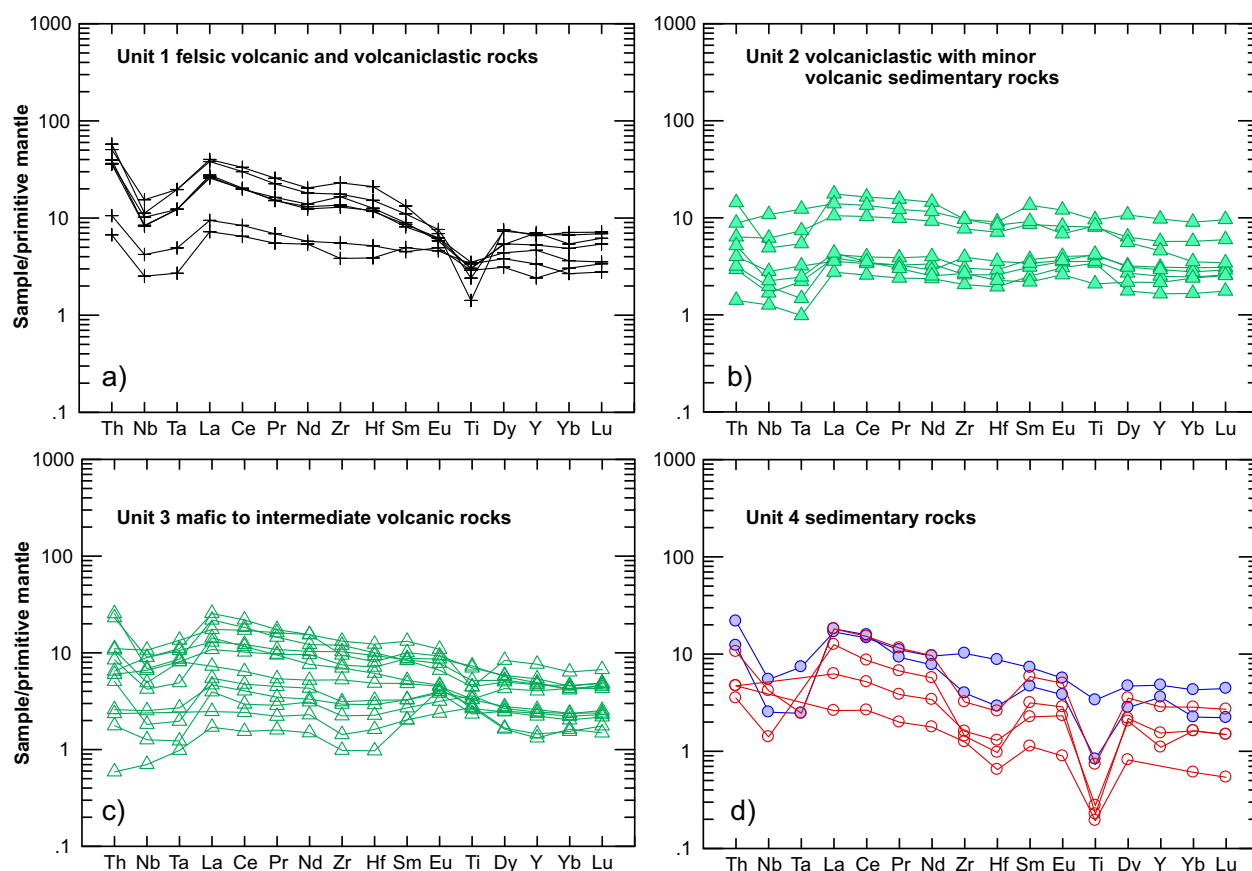 1000
100
10
1
.1
Sample/primitive mantle
Unit 1 felsic volcanic and volcaniclastic rocks
a)
Th Nb Ta La Ce Pr Nd Zr Hf Sm Eu Ti Dy Y Yb Lu
1000
100
10
1
.1
Unit 2 volcaniclastic with minor
volcanic sedimentary rocks
b)
Th Nb Ta La Ce Pr Nd Zr Hf Sm Eu Ti Dy Y Yb Lu
1000
100
10
1
.1
Sample/primitive mantle
Unit 3 mafic to intermediate volcanic rocks
c)
Th Nb Ta La Ce Pr Nd Zr Hf Sm Eu Ti Dy Y Yb Lu
1000
100
10
1
.1
Unit 4 sedimentary rocks
d)
Th Nb Ta La Ce Pr Nd Zr Hf Sm Eu Ti Dy Y Yb Lu